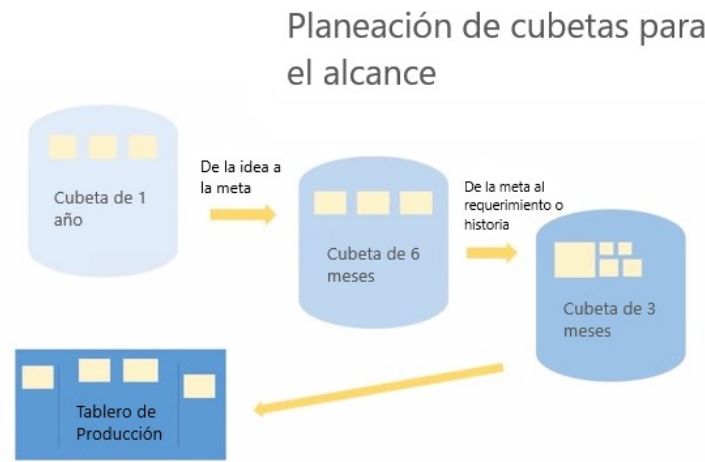 Planeación de cubetas para
el alcance
De la idea a
la meta
Cubeta de 1
año
De la meta al
requerimiento o
historia
Cubeta de 6
meses
Cubeta de 3
meses
Tablero de
Producción